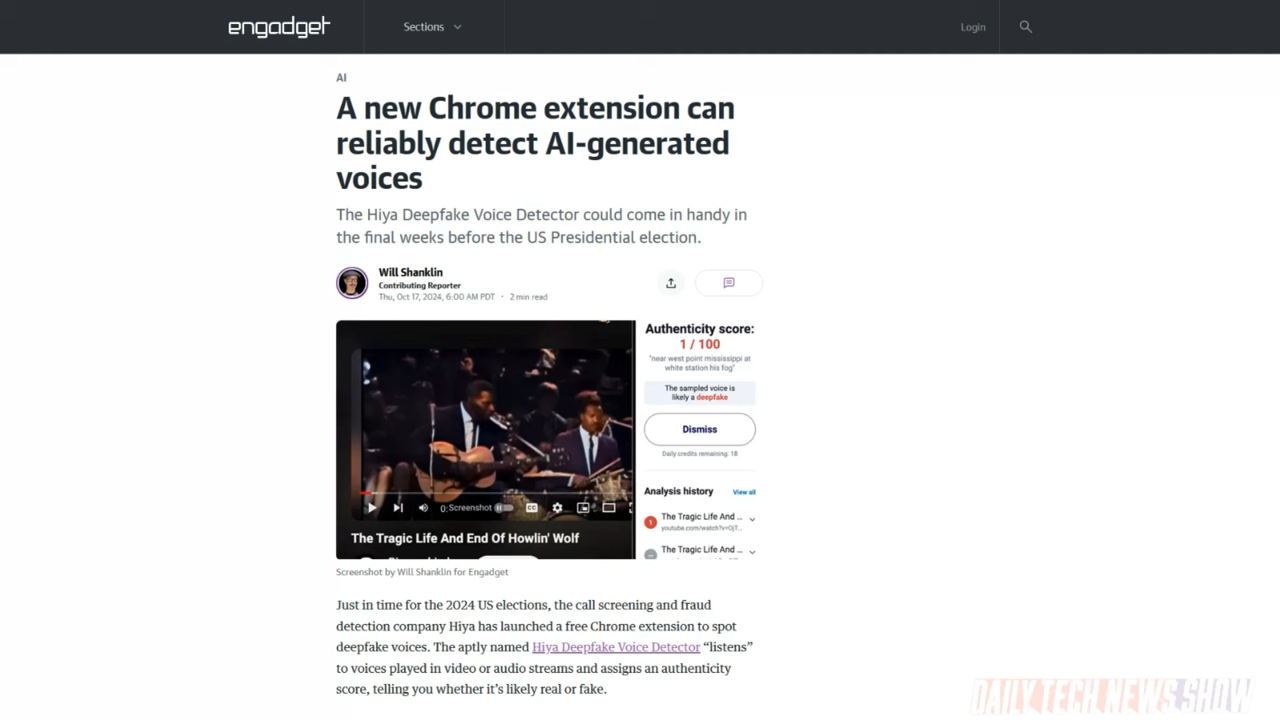 engadget
Sections
Login
AI
A new Chrome extension can
reliably detect AI-generated
voices
The Hiya Deepfake Voice Detector could come in handy in
the final weeks before the US Presidential election.
Will Shanklin
Contributing Reporter
Thu, Oct 17, 2024, 6:00 AM PDT · 2 min read
Authenticity score:
1 / 100
"near west point mississippi at
white station his fog"
The sampled voice is
likely a deepfake
Dismiss
Daily credits remaining: 18
Analysis history View all
The Tragic Life And ...
youtube.com/watch?v=OjT...
The Tragic Life And ...
0: Screenshot
CC
The Tragic Life And End Of Howlin' Wolf
Screenshot by Will Shanklin for Engadget
Just in time for the 2024 US elections, the call screening and fraud
detection company Hiya has launched a free Chrome extension to spot
deepfake voices. The aptly named Hiya Deepfake Voice Detector “listens”
to voices played in video or audio streams and assigns an authenticity
score, telling you whether it’s likely real or fake.
DAILY TECH NEWS SHOW